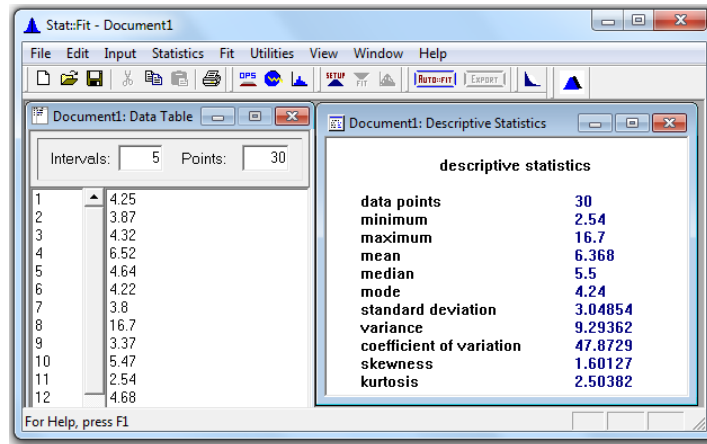 Stat::Fit - Document1
File Edit Input Statistics Fit Utilities View Window Help
DPS SETUP FIT AUTO::FIT EXPORT
Document1: Data Table
Intervals: 5 Points: 30
1 4.25
2 3.87
3 4.32
4 6.52
5 4.64
6 4.22
7 3.8
8 16.7
9 3.37
10 5.47
11 2.54
12 4.68
Document1: Descriptive Statistics
descriptive statistics
data points 30
minimum 2.54
maximum 16.7
mean 6.368
median 5.5
mode 4.24
standard deviation 3.04854
variance 9.29362
coefficient of variation 47.8729
skewness 1.60127
kurtosis 2.50382
For Help, press F1